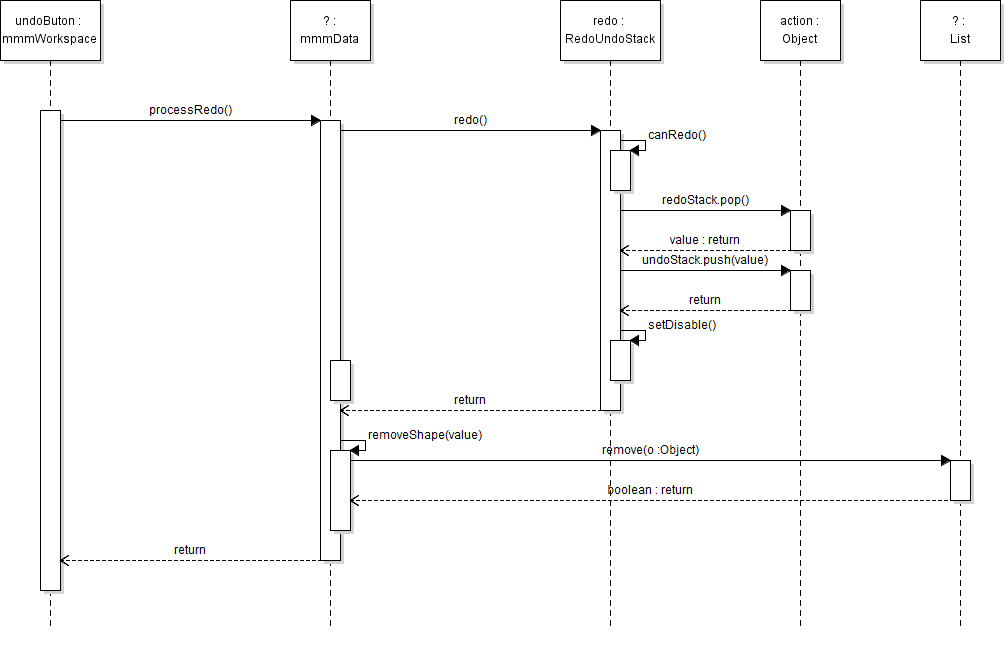 undoButon :
mmmWorkspace
? :
mmmData
redo :
RedoUndoStack
action :
Object
? :
List
processRedo()
redo()
canRedo()
redoStack.pop()
value : return
undoStack.push(value)
return
setDisable()
return
removeShape(value)
remove(o :Object)
boolean : return
return